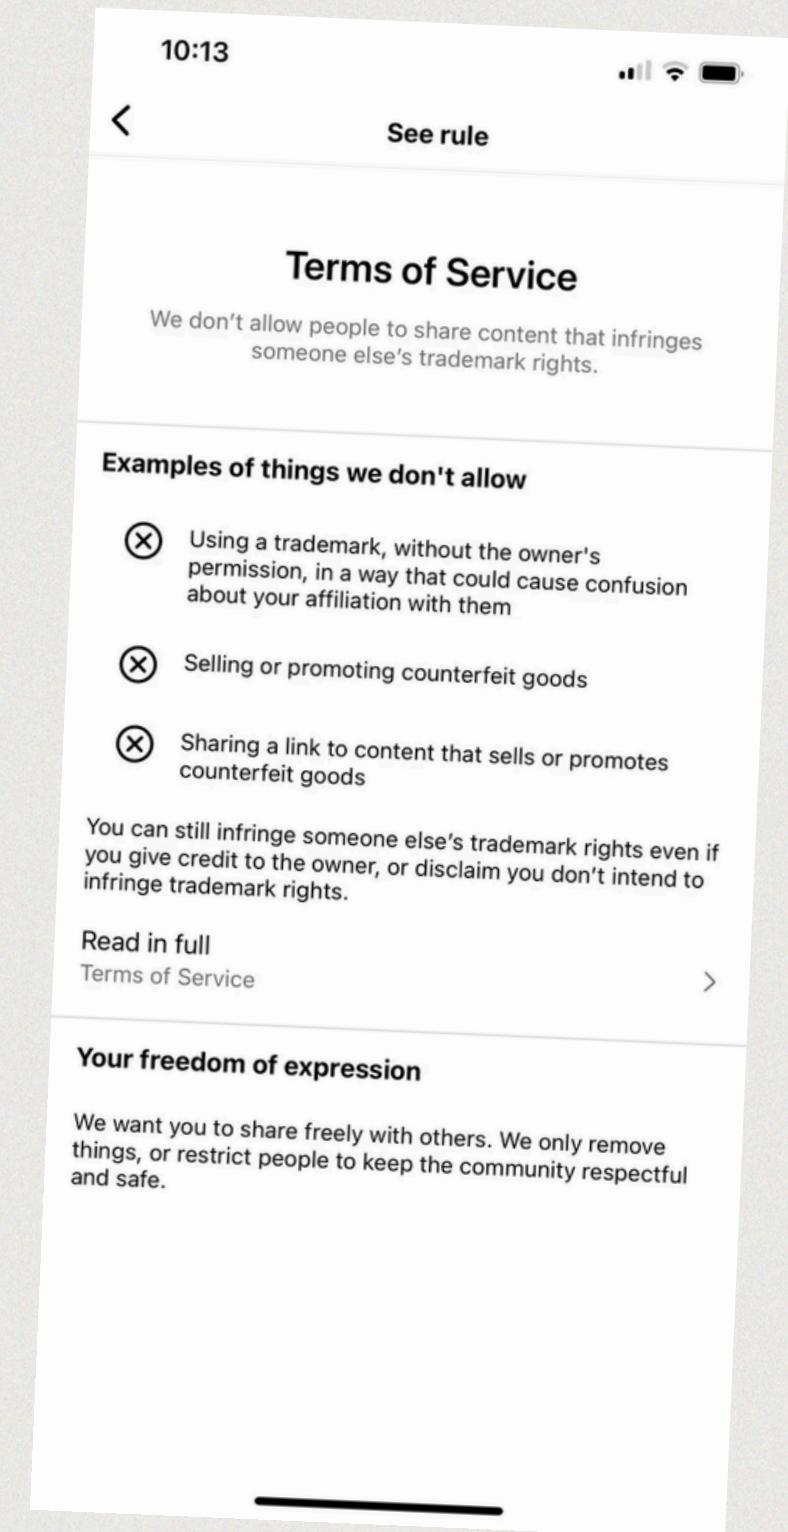 10:13
See rule
Terms of Service
We don’t allow people to share content that infringes
someone else’s trademark rights.
Examples of things we don't allow
Using a trademark, without the owner's
permission, in a way that could cause confusion
about your affiliation with them
Selling or promoting counterfeit goods
Sharing a link to content that sells or promotes
counterfeit goods
You can still infringe someone else’s trademark rights even if
you give credit to the owner, or disclaim you don’t intend to
infringe trademark rights.
Read in full
Terms of Service
Your freedom of expression
We want you to share freely with others. We only remove
things, or restrict people to keep the community respectful
and safe.